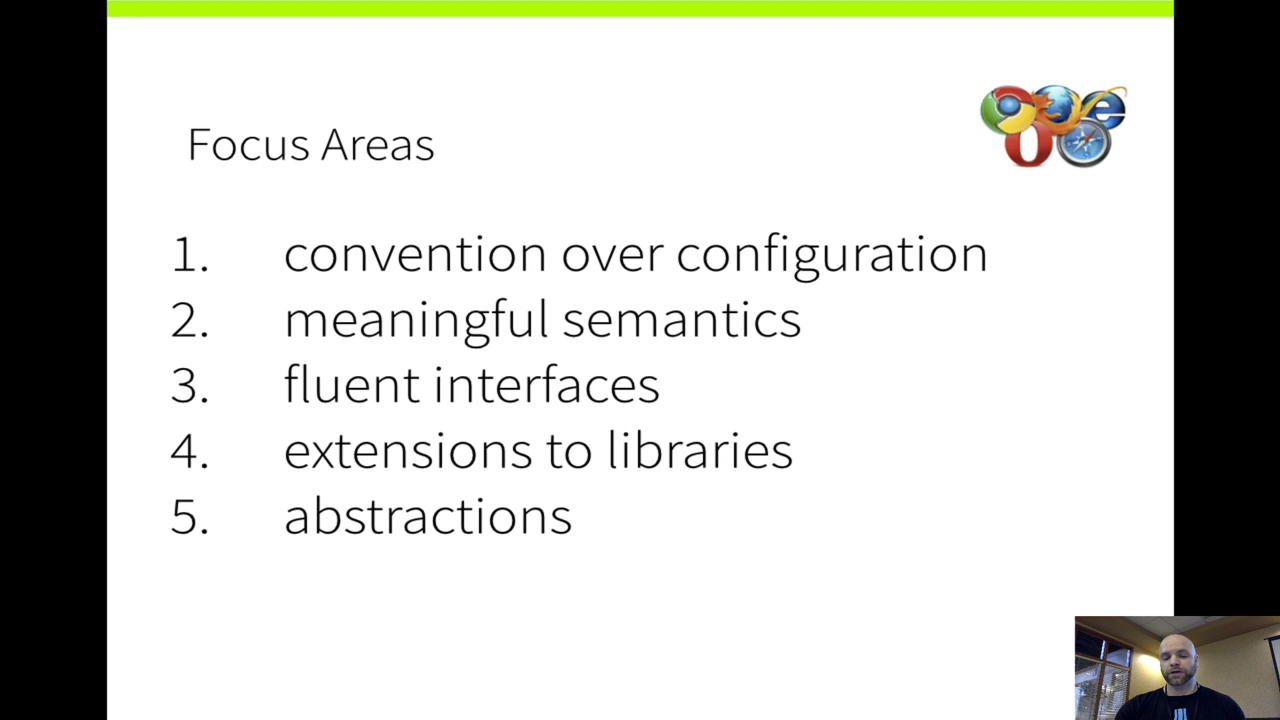 Focus Areas
1. convention over configuration
2. meaningful semantics
3. fluent interfaces
4. extensions to libraries
5. abstractions